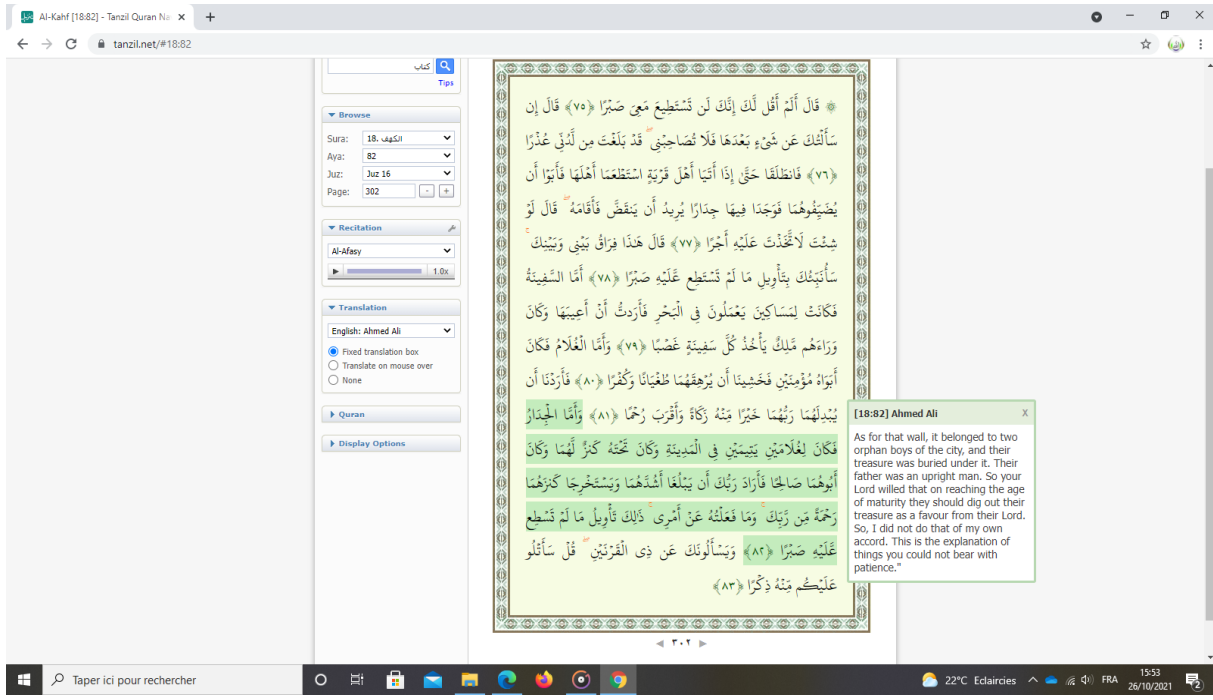 Al-Kahf [18:82] - Tanzil Quran Na
tanzil.net/#18:82
كتاب
Tips
Browse
Sura: 18. الكهف
Aya: 82
Juz: Juz 16
Page: 302 - +
Recitation
Al-Afasy
1.0x
Translation
English: Ahmed Ali
Fixed translation box
Translate on mouse over
None
Quran
Display Options
۞ قَالَ أَلَمْ أَقُل لَّكَ إِنَّكَ لَن تَسْتَطِيعَ مَعِيَ صَبْرًا ﴿٧٥﴾ قَالَ إِن
سَأَلْتُكَ عَن شَيْءٍ بَعْدَهَا فَلَا تُصَاحِبْنِي ۖ قَدْ بَلَغْتَ مِن لَّدُنِّي عُذْرًا
﴿٧٦﴾ فَانطَلَقَا حَتَّىٰ إِذَا أَتَيَا أَهْلَ قَرْيَةٍ اسْتَطْعَمَا أَهْلَهَا فَأَبَوْا أَن
يُضَيِّفُوهُمَا فَوَجَدَا فِيهَا جِدَارًا يُرِيدُ أَن يَنقَضَّ فَأَقَامَهُ ۖ قَالَ لَوْ
شِئْتَ لَاتَّخَذْتَ عَلَيْهِ أَجْرًا ﴿٧٧﴾ قَالَ هَٰذَا فِرَاقُ بَيْنِي وَبَيْنِكَ ۚ
سَأُنَبِّئُكَ بِتَأْوِيلِ مَا لَمْ تَسْتَطِع عَّلَيْهِ صَبْرًا ﴿٧٨﴾ أَمَّا السَّفِينَةُ
فَكَانَتْ لِمَسَاكِينَ يَعْمَلُونَ فِي الْبَحْرِ فَأَرَدتُّ أَنْ أَعِيبَهَا وَكَانَ
وَرَاءَهُم مَّلِكٌ يَأْخُذُ كُلَّ سَفِينَةٍ غَصْبًا ﴿٧٩﴾ وَأَمَّا الْغُلَامُ فَكَانَ
أَبَوَاهُ مُؤْمِنَيْنِ فَخَشِينَا أَن يُرْهِقَهُمَا طُغْيَانًا وَكُفْرًا ﴿٨٠﴾ فَأَرَدْنَا أَن
يُبْدِلَهُمَا رَبُّهُمَا خَيْرًا مِّنْهُ زَكَاةً وَأَقْرَبَ رُحْمًا ﴿٨١﴾ وَأَمَّا الْجِدَارُ
فَكَانَ لِغُلَامَيْنِ يَتِيمَيْنِ فِي الْمَدِينَةِ وَكَانَ تَحْتَهُ كَنزٌ لَّهُمَا وَكَانَ
أَبُوهُمَا صَالِحًا فَأَرَادَ رَبُّكَ أَن يَبْلُغَا أَشُدَّهُمَا وَيَسْتَخْرِجَا كَنزَهُمَا
رَحْمَةً مِّن رَّبِّكَ ۚ وَمَا فَعَلْتُهُ عَنْ أَمْرِي ۚ ذَٰلِكَ تَأْوِيلُ مَا لَمْ تَسْطِع
عَّلَيْهِ صَبْرًا ﴿٨٢﴾ وَيَسْأَلُونَكَ عَن ذِي الْقَرْنَيْنِ ۖ قُلْ سَأَتْلُو
عَلَيْكُم مِّنْهُ ذِكْرًا ﴿٨٣﴾
٣٠٢
[18:82] Ahmed Ali X
As for that wall, it belonged to two
orphan boys of the city, and their
treasure was buried under it. Their
father was an upright man. So your
Lord willed that on reaching the age
of maturity they should dig out their
treasure as a favour from their Lord.
So, I did not do that of my own
accord. This is the explanation of
things you could not bear with
patience."
Taper ici pour rechercher
22°C Eclaircies
FRA
15:53
26/10/2021
2